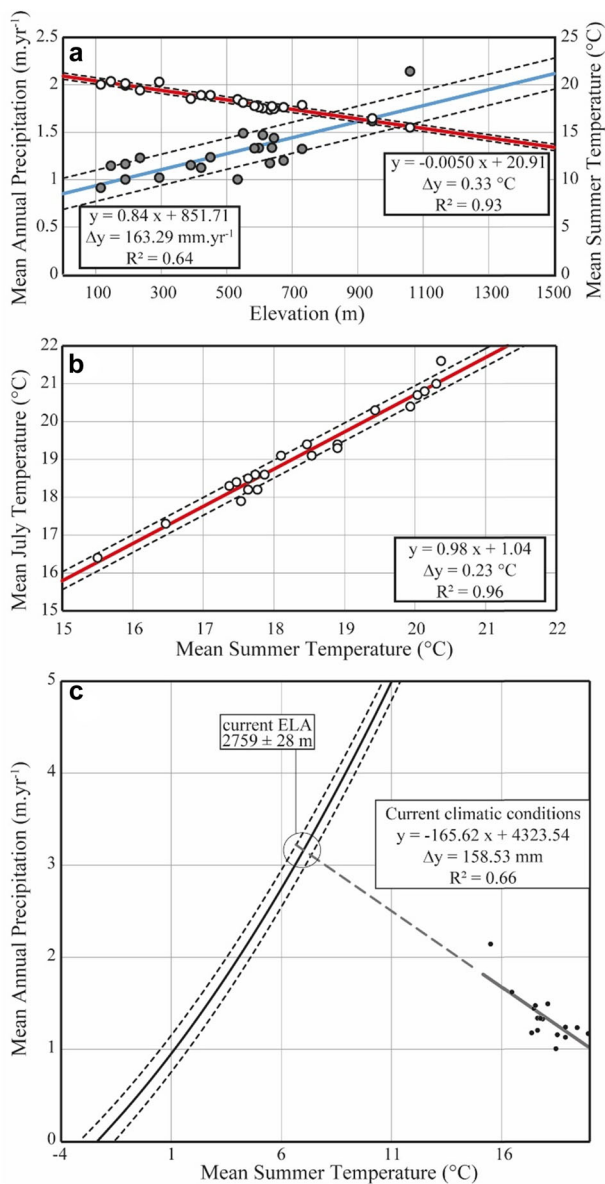 a
Mean Annual Precipitation (m.yr-1)
2.5
2
1.5
1
0.5
0
Mean Summer Temperature (°C)
25
20
15
10
5
0
y = -0.0050 x + 20.91
Δy = 0.33 °C
R² = 0.93
y = 0.84 x + 851.71
Δy = 163.29 mm.yr-1
R² = 0.64
100 300 500 700 900 1100 1300 1500
Elevation (m)
b
Mean July Temperature (°C)
22
21
20
19
18
17
16
15
y = 0.98 x + 1.04
Δy = 0.23 °C
R² = 0.96
15 16 17 18 19 20 21 22
Mean Summer Temperature (°C)
c
Mean Annual Precipitation (m.yr-1)
5
4
3
2
1
0
current ELA
2759 ± 28 m
Current climatic conditions
y = -165.62 x + 4323.54
Δy = 158.53 mm
R² = 0.66
-4 1 6 11 16
Mean Summer Temperature (°C)